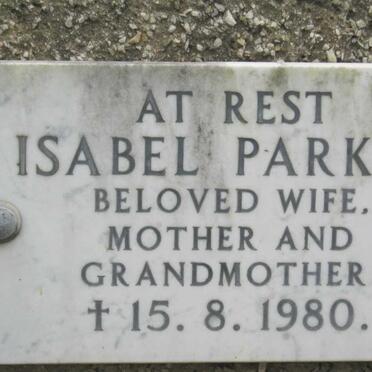 AT REST
ISABEL PARK
BELOVED WIFE,
MOTHER AND
GRANDMOTHER
† 15. 8. 1980.